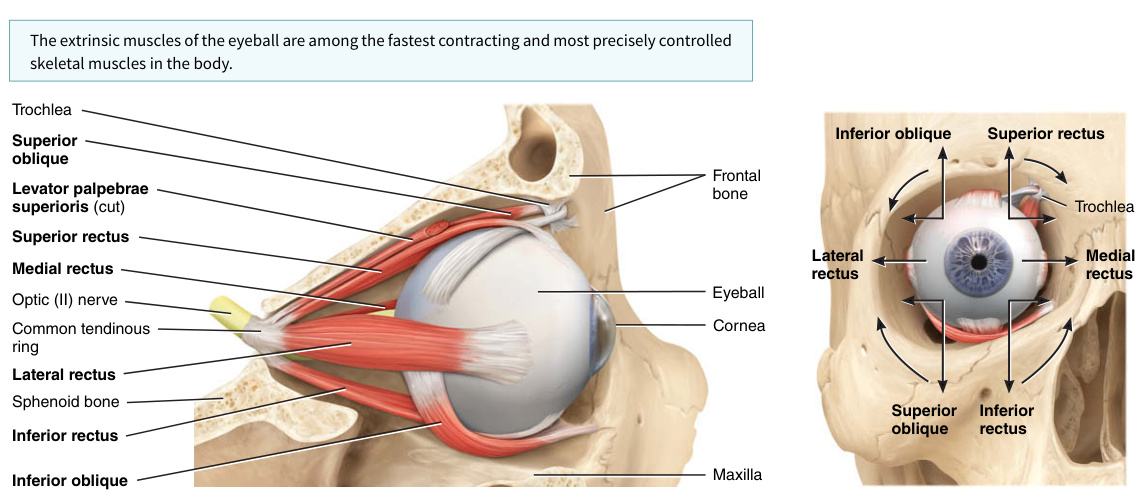 The extrinsic muscles of the eyeball are among the fastest contracting and most precisely controlled
skeletal muscles in the body.
Trochlea
Superior
oblique
Levator palpebrae
superioris (cut)
Superior rectus
Medial rectus
Optic (II) nerve
Common tendinous
ring
Lateral rectus
Sphenoid bone
Inferior rectus
Inferior oblique
Frontal
bone
Eyeball
Cornea
Maxilla
Inferior oblique
Superior rectus
Trochlea
Lateral
rectus
Medial
rectus
Superior
oblique
Inferior
rectus